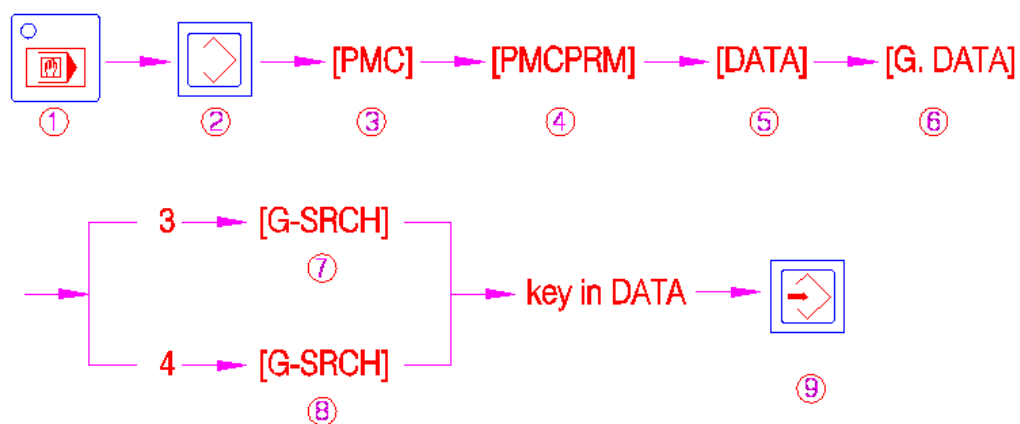 [PMC] [PMCPRM] [DATA] [G. DATA]
① ② ③ ④ ⑤ ⑥
3 [G-SRCH]
⑦
key in DATA
4 [G-SRCH]
⑧ ⑨